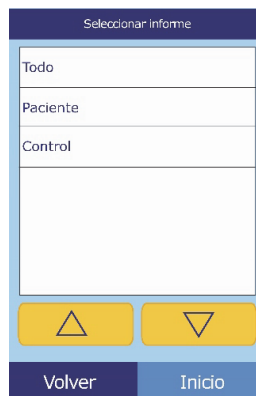 Seleccionar informe
Todo
Paciente
Control
Volver Inicio